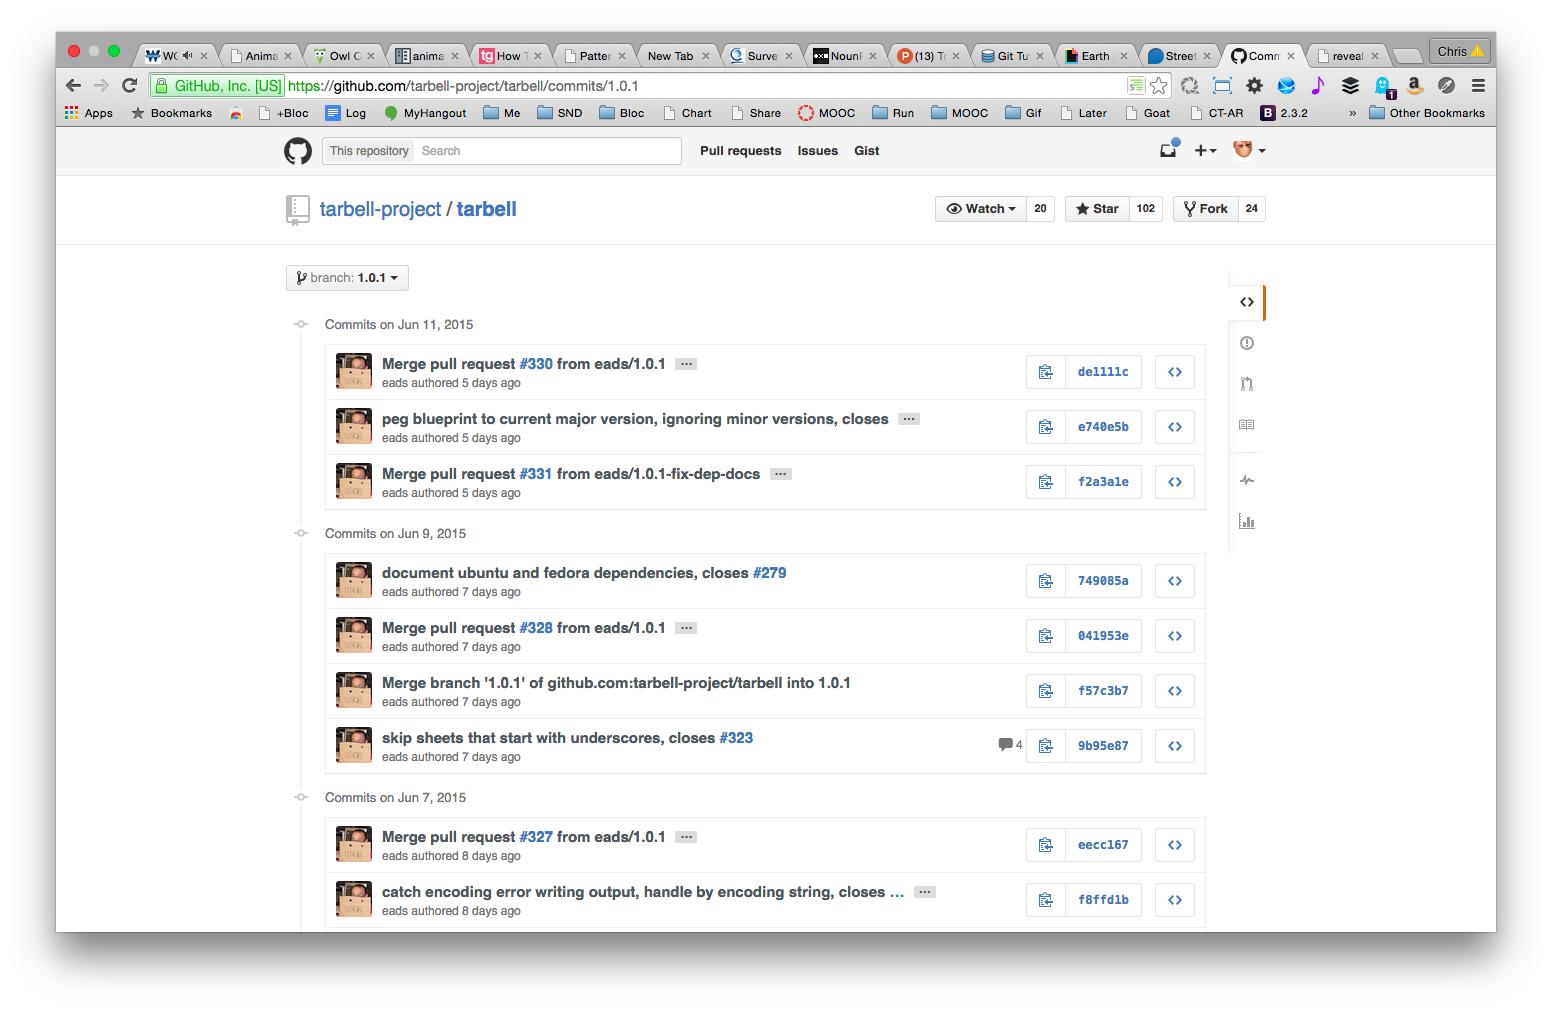 WC Anima Owl C anima How T Patter New Tab Surve NounP (13) To Git Tu Earth Street Comm reveal Chris
GitHub, Inc. [US] https://github.com/tarbell-project/tarbell/commits/1.0.1
Apps Bookmarks +Bloc Log MyHangout Me SND Bloc Chart Share MOOC Run MOOC Gif Later Goat CT-AR B 2.3.2 » Other Bookmarks
This repository Search Pull requests Issues Gist
tarbell-project / tarbell Watch 20 Star 102 Fork 24
branch: 1.0.1
Commits on Jun 11, 2015
Merge pull request #330 from eads/1.0.1 … de1111c
eads authored 5 days ago
peg blueprint to current major version, ignoring minor versions, closes … e740e5b
eads authored 5 days ago
Merge pull request #331 from eads/1.0.1-fix-dep-docs … f2a3a1e
eads authored 5 days ago
Commits on Jun 9, 2015
document ubuntu and fedora dependencies, closes #279 749085a
eads authored 7 days ago
Merge pull request #328 from eads/1.0.1 … 041953e
eads authored 7 days ago
Merge branch '1.0.1' of github.com:tarbell-project/tarbell into 1.0.1 f57c3b7
eads authored 7 days ago
skip sheets that start with underscores, closes #323 4 9b95e87
eads authored 7 days ago
Commits on Jun 7, 2015
Merge pull request #327 from eads/1.0.1 … eecc167
eads authored 8 days ago
catch encoding error writing output, handle by encoding string, closes … … f8ffd1b
eads authored 8 days ago